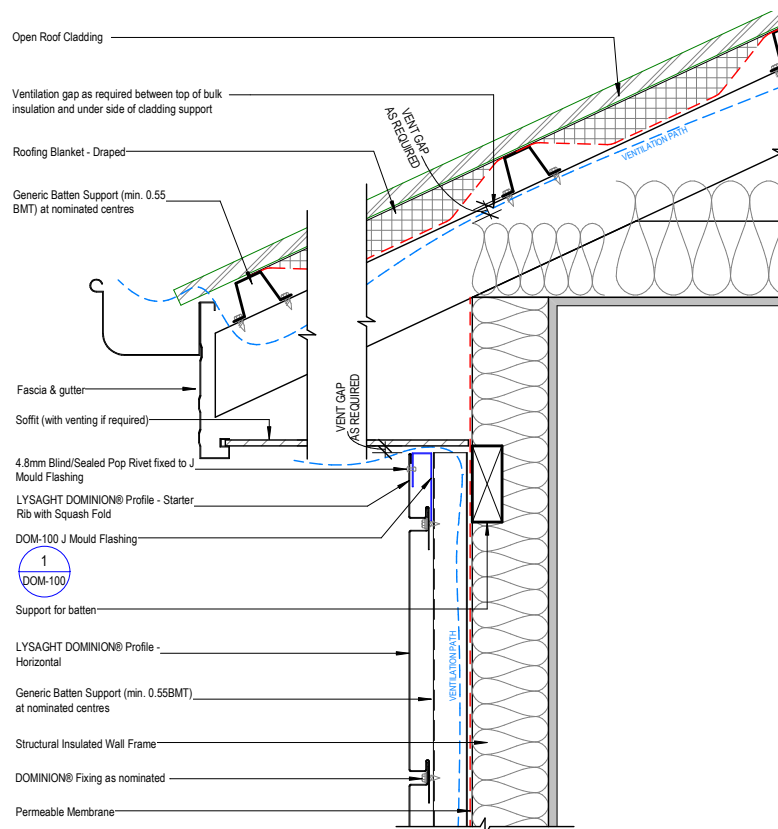 Open Roof Cladding
Ventilation gap as required between top of bulk
insulation and under side of cladding support
VENT GAP
AS REQUIRED
VENTILATION PATH
Roofing Blanket - Draped
Generic Batten Support (min. 0.55
BMT) at nominated centres
Fascia & gutter
Soffit (with venting if required)
VENT GAP
AS REQUIRED
4.8mm Blind/Sealed Pop Rivet fixed to J
Mould Flashing
LYSAGHT DOMINION® Profile - Starter
Rib with Squash Fold
DOM-100 J Mould Flashing
1
DOM-100
Support for batten
LYSAGHT DOMINION® Profile -
Horizontal
VENTILATION PATH
Generic Batten Support (min. 0.55BMT)
at nominated centres
Structural Insulated Wall Frame
DOMINION® Fixing as nominated
Permeable Membrane